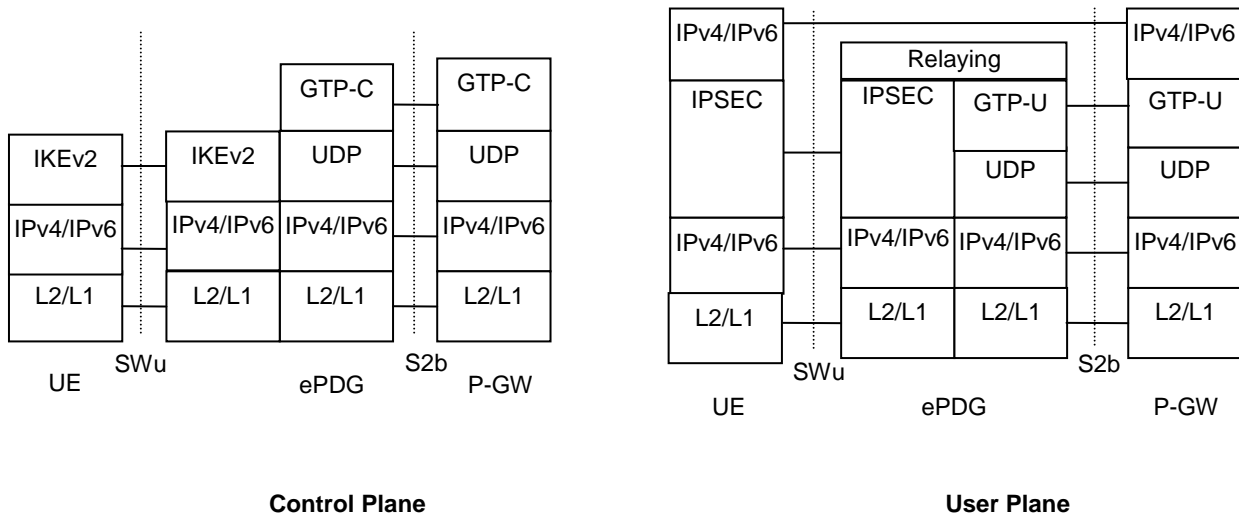 GTP-C GTP-C
IKEv2 IKEv2 UDP UDP
IPv4/IPv6 IPv4/IPv6 IPv4/IPv6 IPv4/IPv6
L2/L1 L2/L1 L2/L1 L2/L1
SWu S2b
UE ePDG P-GW
Control Plane
IPv4/IPv6 IPv4/IPv6
Relaying
IPSEC IPSEC GTP-U GTP-U
UDP UDP
IPv4/IPv6 IPv4/IPv6 IPv4/IPv6 IPv4/IPv6
L2/L1 L2/L1 L2/L1 L2/L1
SWu S2b
UE ePDG P-GW
User Plane